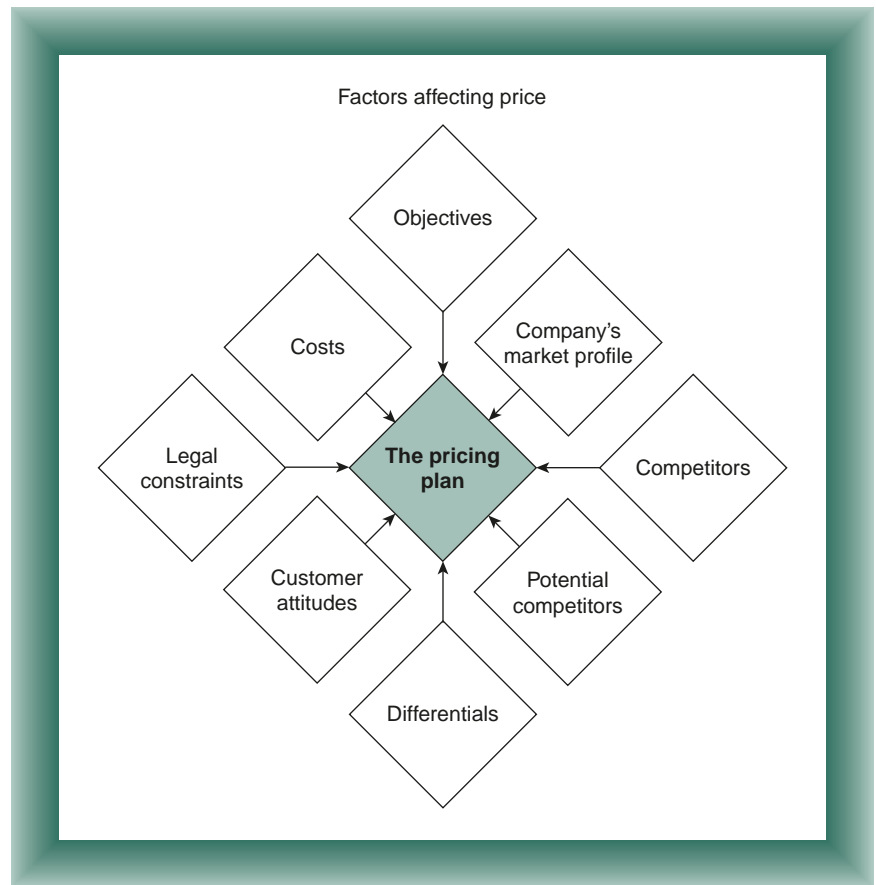 Factors affecting price
Objectives
Costs
Company’s
market profile
Legal
constraints
The pricing
plan
Competitors
Customer
attitudes
Potential
competitors
Differentials